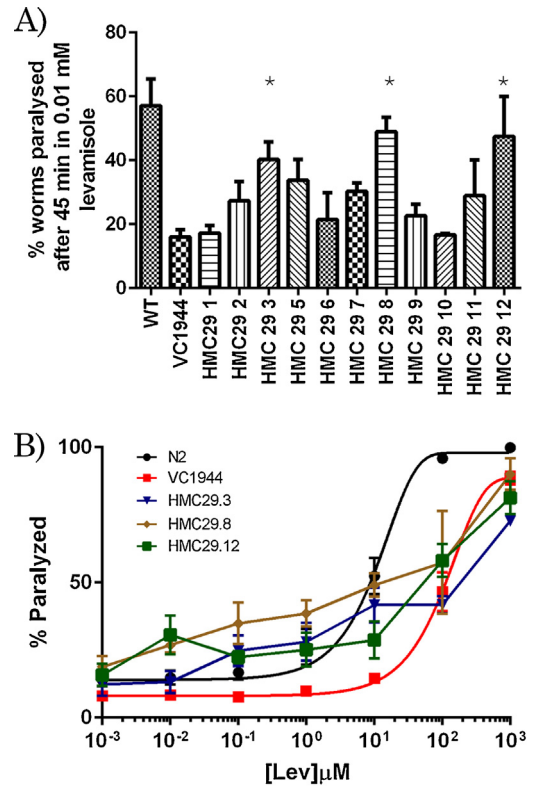 A)
% worms paralysed
after 45 min in 0.01 mM
levamisole
80
60
40
20
0
* * *
WT
VC1944
HMC29 1
HMC29 2
HMC 29 3
HMC 29 5
HMC 29 6
HMC 29 7
HMC 29 8
HMC 29 9
HMC 29 10
HMC 29 11
HMC 29 12
B)
% Paralyzed
100
50
0
N2
VC1944
HMC29.3
HMC29.8
HMC29.12
10⁻³ 10⁻² 10⁻¹ 10⁰ 10¹ 10² 10³
[Lev]µM